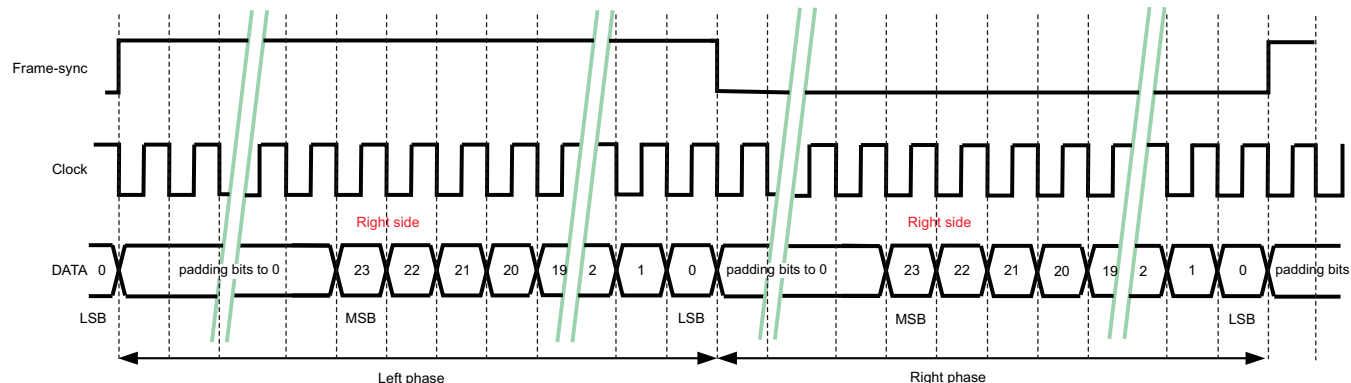 Frame-sync
Clock
Right side Right side
DATA 0 padding bits to 0 23 22 21 20 19 2 1 0 padding bits to 0 23 22 21 20 19 2 1 0 padding bits
LSB MSB LSB MSB LSB
Left phase Right phase